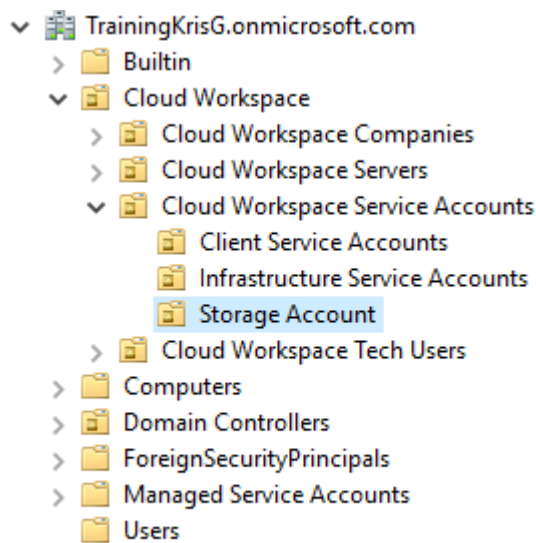 TrainingKrisG.onmicrosoft.com
Builtin
Cloud Workspace
Cloud Workspace Companies
Cloud Workspace Servers
Cloud Workspace Service Accounts
Client Service Accounts
Infrastructure Service Accounts
Storage Account
Cloud Workspace Tech Users
Computers
Domain Controllers
ForeignSecurityPrincipals
Managed Service Accounts
Users